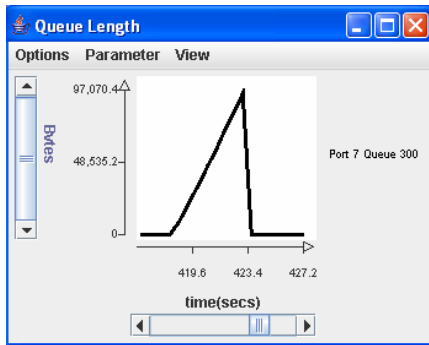 Queue Length
Options Parameter View
97,070.4
Bytes
48,535.2
0
Port 7 Queue 300
419.6 423.4 427.2
time(secs)